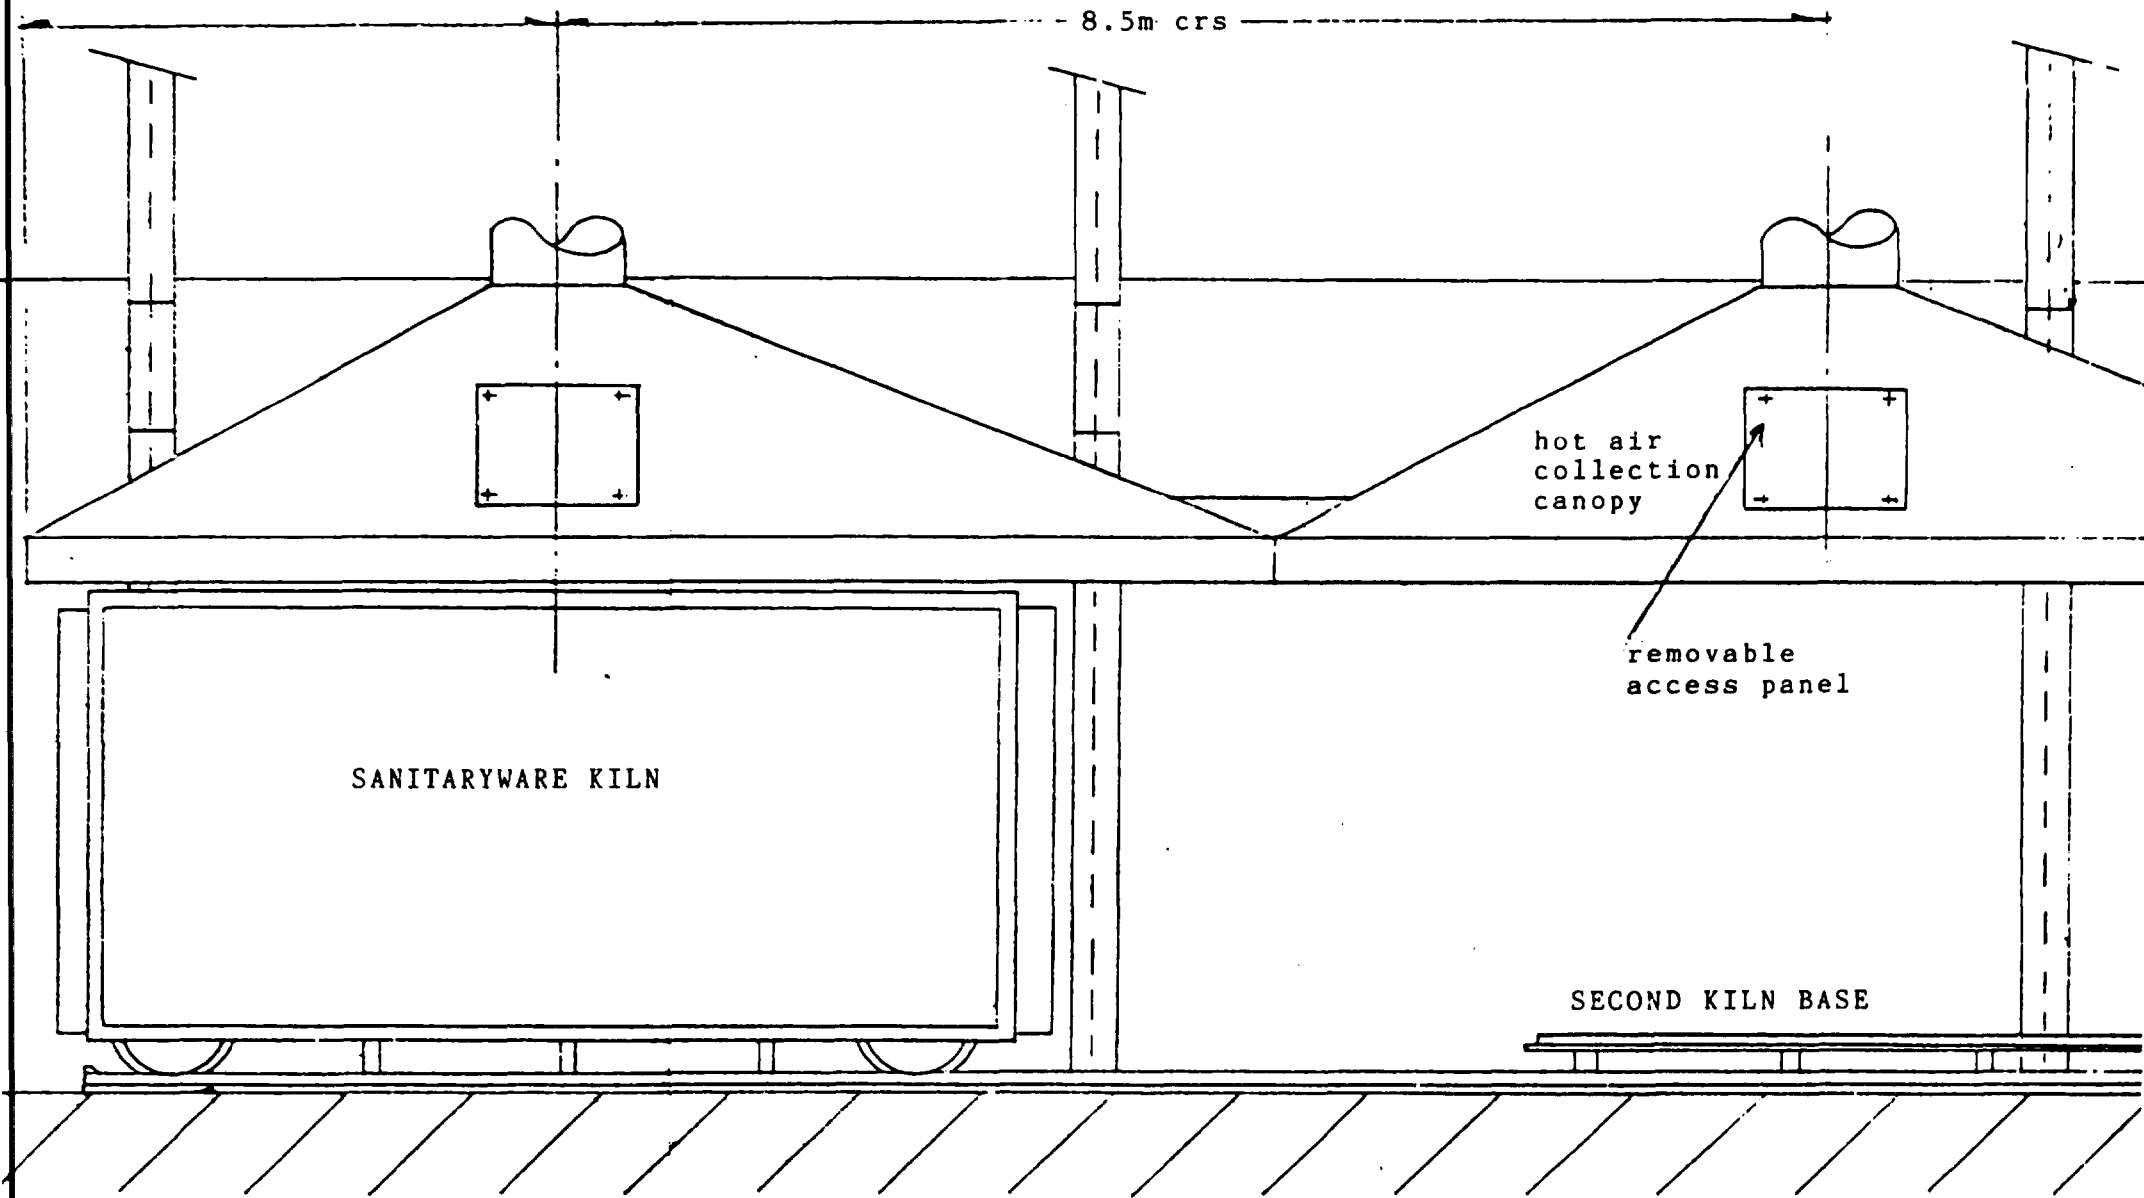 8.5m crs
hot air
collection
canopy
removable
access panel
SANITARYWARE KILN
SECOND KILN BASE